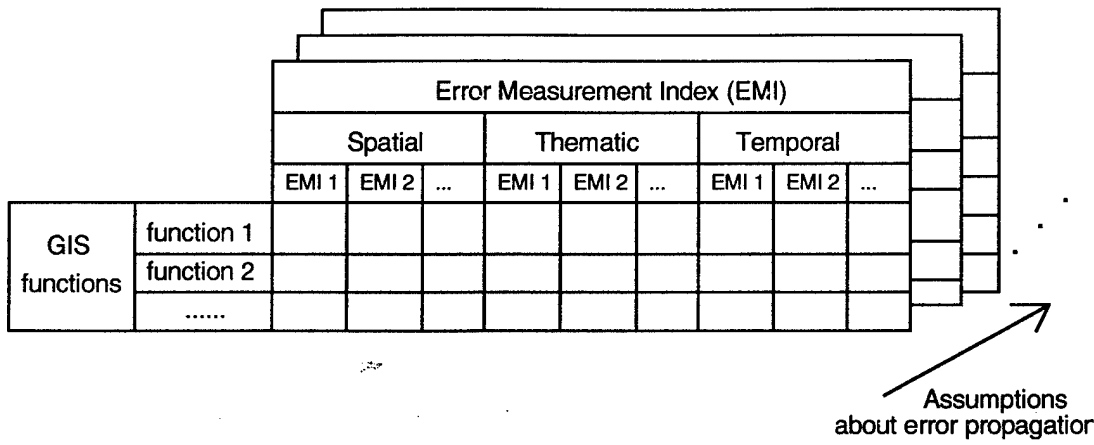 Error Measurement Index (EMI)
Spatial Thematic Temporal
EMI 1 EMI 2 ... EMI 1 EMI 2 ... EMI 1 EMI 2 ...
GIS
functions
function 1
function 2
......
Assumptions
about error propagation